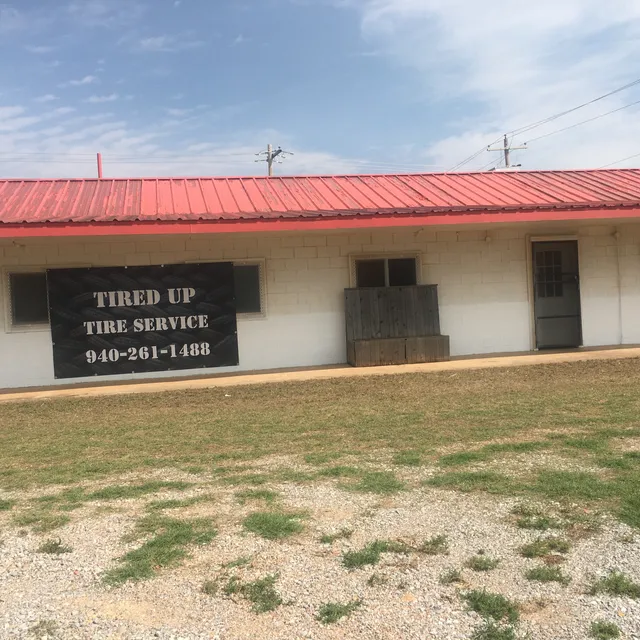 TIRED UP
TIRE SERVICE
940-261-1488